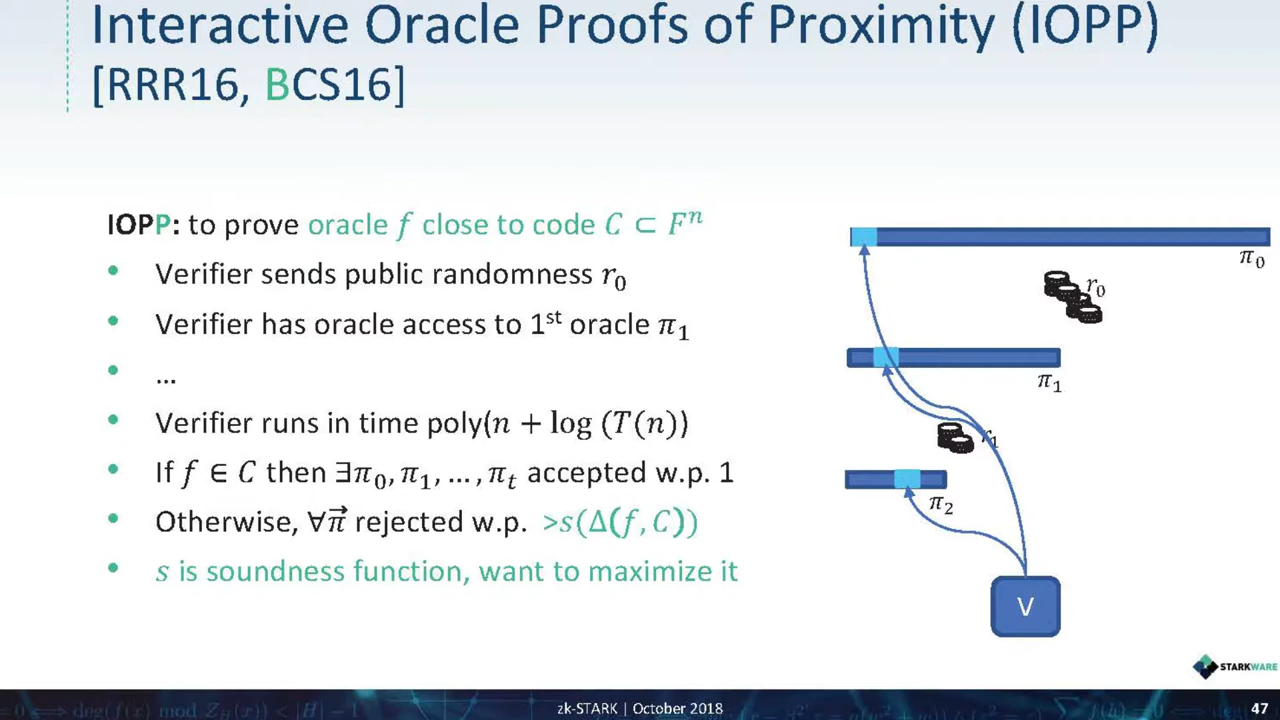 Interactive Oracle Proofs of Proximity (IOPP)
[RRR16, BCS16]
IOPP: to prove oracle f close to code C ⊂ Fⁿ
• Verifier sends public randomness r₀
• Verifier has oracle access to 1ˢᵗ oracle π₁
• …
• Verifier runs in time poly(n + log (T(n))
• If f ∈ C then ∃π₀, π₁, … , πₜ accepted w.p. 1
• Otherwise, ∀π⃗ rejected w.p. >s(Δ(f, C))
• s is soundness function, want to maximize it
π₀
r₀
π₁
r₁
π₂
V
STARKWARE
zk-STARK | October 2018
47